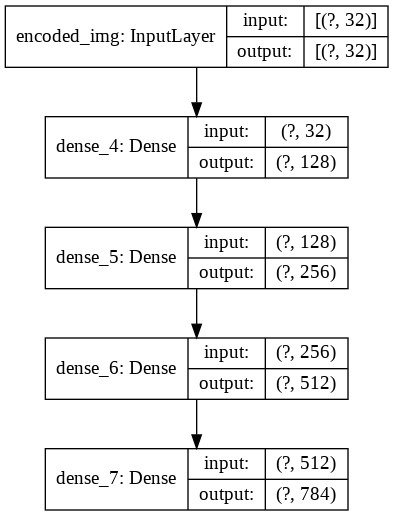 encoded_img: InputLayer
input: [(?, 32)]
output: [(?, 32)]
dense_4: Dense
input: (?, 32)
output: (?, 128)
dense_5: Dense
input: (?, 128)
output: (?, 256)
dense_6: Dense
input: (?, 256)
output: (?, 512)
dense_7: Dense
input: (?, 512)
output: (?, 784)